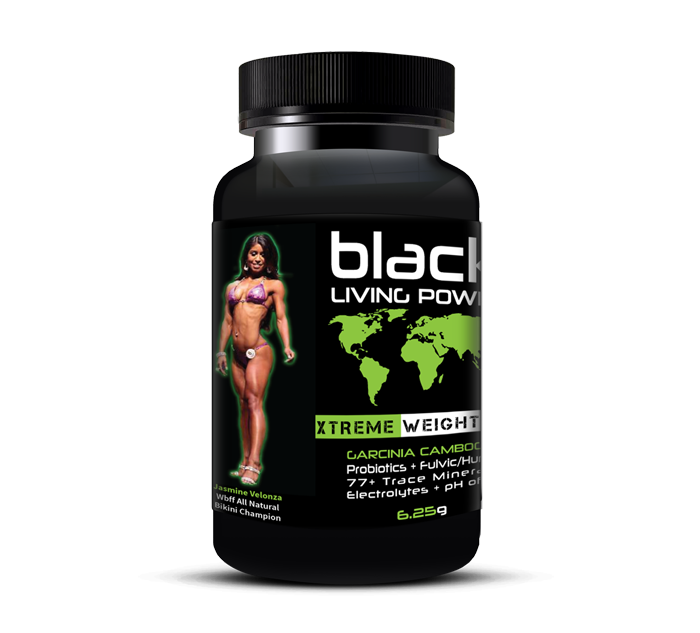 black
LIVING POW
XTREME WEIGHT
GARCINIA CAMBOC
Probiotics + Fulvic/Hu
77+ Trace Miner
Electrolytes + pH o
6.25g
Jasmine Velonza
Wbff All Natural
Bikini Champion